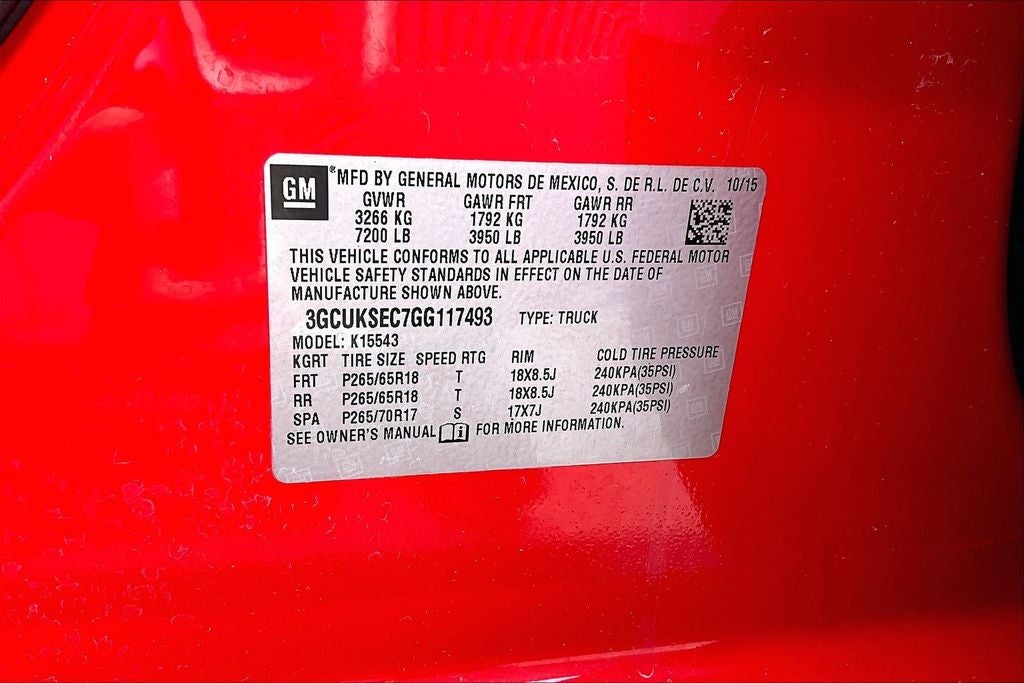 GM
*MFD BY GENERAL MOTORS DE MEXICO, S. DE R.L. DE C.V. 10/15
GVWR GAWR FRT GAWR RR
3266 KG 1792 KG 1792 KG
7200 LB 3950 LB 3950 LB
THIS VEHICLE CONFORMS TO ALL APPLICABLE U.S. FEDERAL MOTOR
VEHICLE SAFETY STANDARDS IN EFFECT ON THE DATE OF
MANUFACTURE SHOWN ABOVE.
3GCUKSEC7GG117493 TYPE: TRUCK
MODEL: K15543
KGRT TIRE SIZE SPEED RTG RIM COLD TIRE PRESSURE
FRT P265/65R18 T 18X8.5J 240KPA(35PSI)
RR P265/65R18 T 18X8.5J 240KPA(35PSI)
SPA P265/70R17 S 17X7J 240KPA(35PSI)
SEE OWNER'S MANUAL FOR MORE INFORMATION.